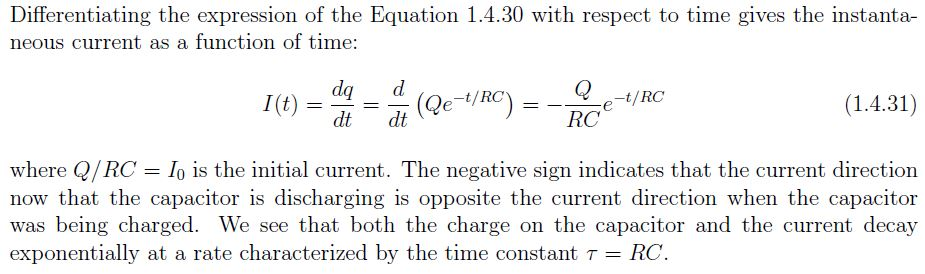 Differentiating the expression of the Equation 1.4.30 with respect to time gives the instanta-
neous current as a function of time:
I(t) = dq/dt = d/dt (Qe^{-t/RC}) = -Q/RC e^{-t/RC} (1.4.31)
where Q/RC = I₀ is the initial current. The negative sign indicates that the current direction
now that the capacitor is discharging is opposite the current direction when the capacitor
was being charged. We see that both the charge on the capacitor and the current decay
exponentially at a rate characterized by the time constant τ = RC.